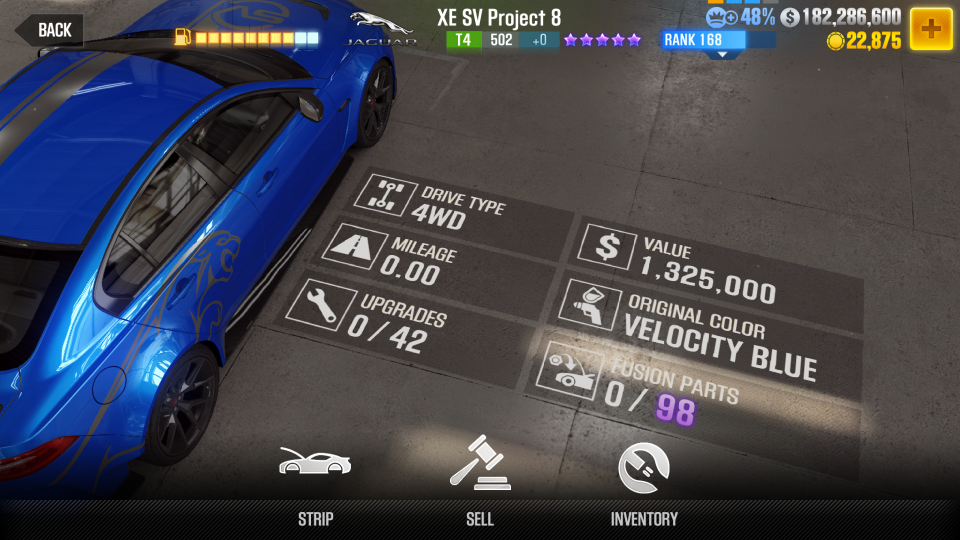 BACK
JAGUAR
XE SV Project 8
T4 502 +0
48% $ 182,286,600
RANK 168
22,875
DRIVE TYPE
4WD
MILEAGE
0.00
UPGRADES
0/42
$ VALUE
1,325,000
ORIGINAL COLOR
VELOCITY BLUE
FUSION PARTS
0/98
STRIP
SELL
INVENTORY